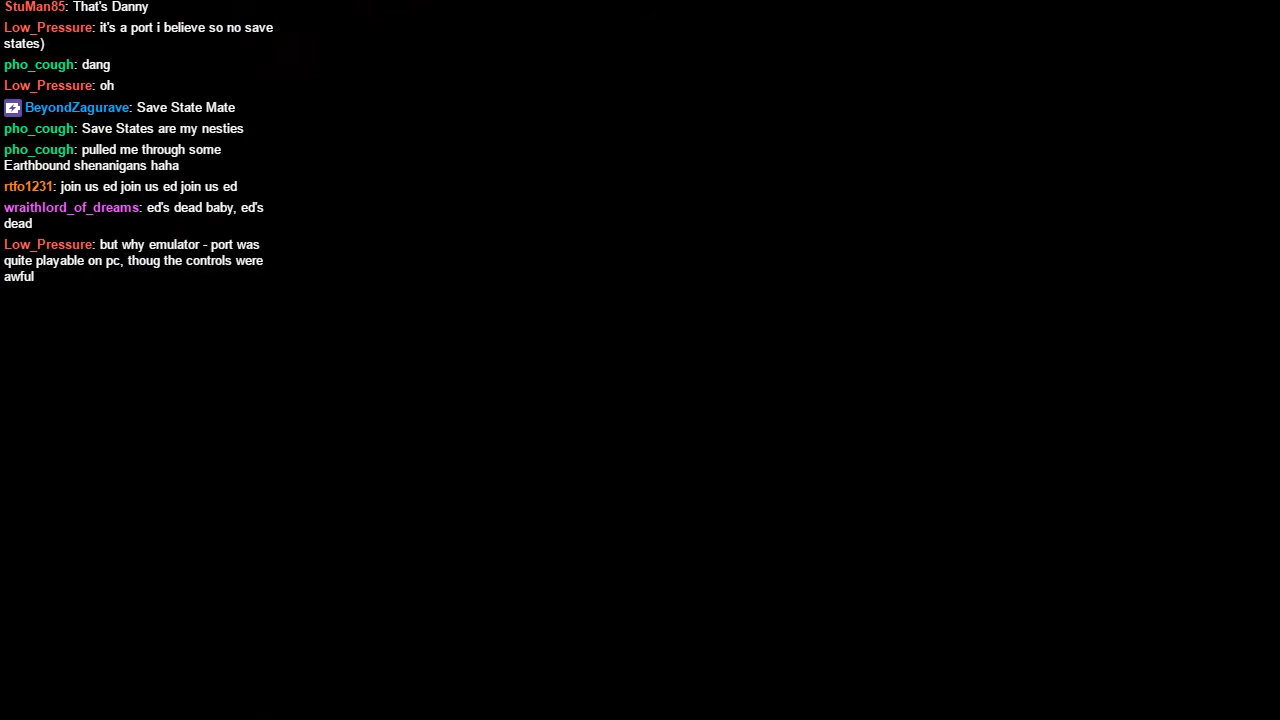 StuMan85: That's Danny
Low_Pressure: it's a port i believe so no save
states)
pho_cough: dang
Low_Pressure: oh
BeyondZagurave: Save State Mate
pho_cough: Save States are my nesties
pho_cough: pulled me through some
Earthbound shenanigans haha
rtfo1231: join us ed join us ed join us ed
wraithlord_of_dreams: ed's dead baby, ed's
dead
Low_Pressure: but why emulator - port was
quite playable on pc, thoug the controls were
awful